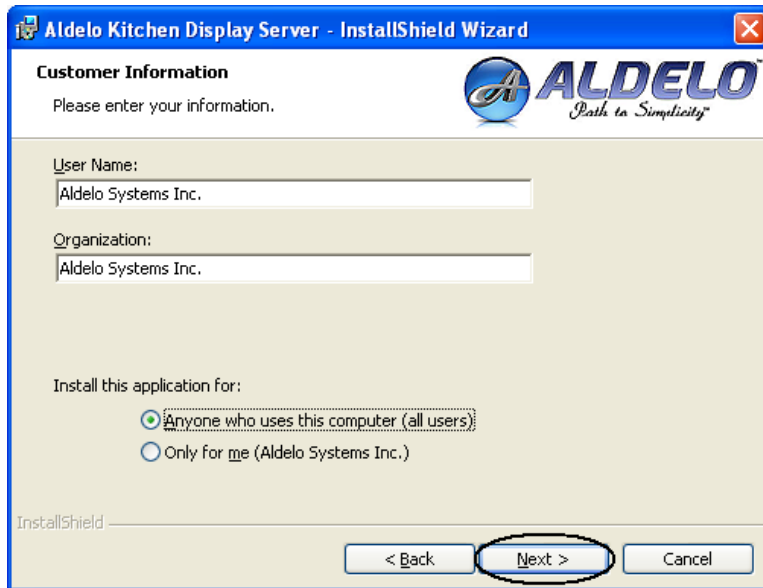 Aldelo Kitchen Display Server - InstallShield Wizard
Customer Information
Please enter your information.
ALDELO™
Path to Simplicity™
User Name:
Aldelo Systems Inc.
Organization:
Aldelo Systems Inc.
Install this application for:
Anyone who uses this computer (all users)
Only for me (Aldelo Systems Inc.)
InstallShield
< Back Next > Cancel